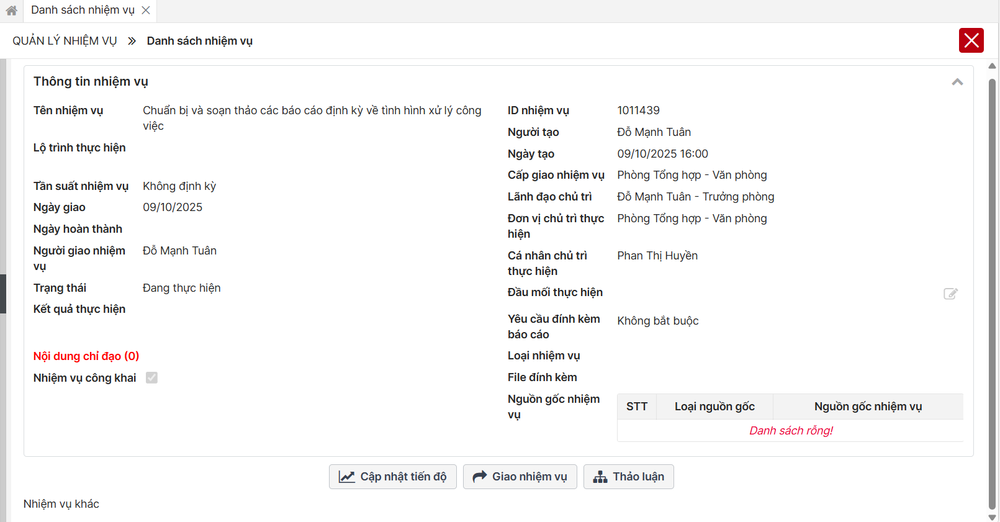 Danh sách nhiệm vụ
QUẢN LÝ NHIỆM VỤ » Danh sách nhiệm vụ
Thông tin nhiệm vụ
Tên nhiệm vụ Chuẩn bị và soạn thảo các báo cáo định kỳ về tình hình xử lý công
việc
Lộ trình thực hiện
Tần suất nhiệm vụ Không định kỳ
Ngày giao 09/10/2025
Ngày hoàn thành
Người giao nhiệm Đỗ Mạnh Tuân
vụ
Trạng thái Đang thực hiện
Kết quả thực hiện
Nội dung chỉ đạo (0)
Nhiệm vụ công khai
ID nhiệm vụ 1011439
Người tạo Đỗ Mạnh Tuân
Ngày tạo 09/10/2025 16:00
Cấp giao nhiệm vụ Phòng Tổng hợp - Văn phòng
Lãnh đạo chủ trì Đỗ Mạnh Tuân - Trưởng phòng
Đơn vị chủ trì thực Phòng Tổng hợp - Văn phòng
hiện
Cá nhân chủ trì Phan Thị Huyền
thực hiện
Đầu mối thực hiện
Yêu cầu đính kèm Không bắt buộc
báo cáo
Loại nhiệm vụ
File đính kèm
Nguồn gốc nhiệm
vụ
STT Loại nguồn gốc Nguồn gốc nhiệm vụ
Danh sách rỗng!
Cập nhật tiến độ Giao nhiệm vụ Thảo luận
Nhiệm vụ khác